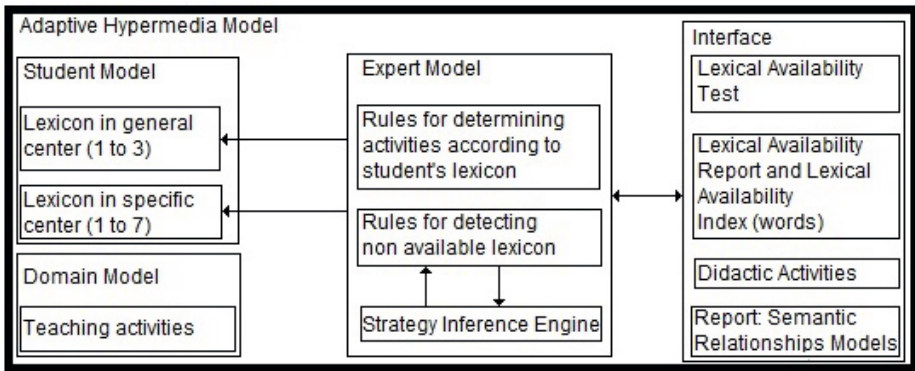 Adaptive Hypermedia Model
Student Model
Lexicon in general
center (1 to 3)
Lexicon in specific
center (1 to 7)
Domain Model
Teaching activities
Expert Model
Rules for determining
activities according to
student's lexicon
Rules for detecting
non available lexicon
Strategy Inference Engine
Interface
Lexical Availability
Test
Lexical Availability
Report and Lexical
Availability
Index (words)
Didactic Activities
Report: Semantic
Relationships Models